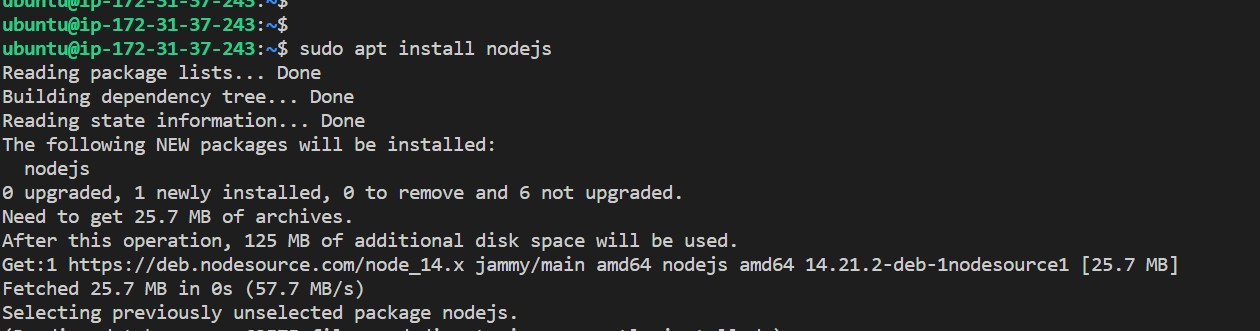 ubuntu@ip-172-31-37-243:~$
ubuntu@ip-172-31-37-243:~$
ubuntu@ip-172-31-37-243:~$ sudo apt install nodejs
Reading package lists... Done
Building dependency tree... Done
Reading state information... Done
The following NEW packages will be installed:
  nodejs
0 upgraded, 1 newly installed, 0 to remove and 6 not upgraded.
Need to get 25.7 MB of archives.
After this operation, 125 MB of additional disk space will be used.
Get:1 https://deb.nodesource.com/node_14.x jammy/main amd64 nodejs amd64 14.21.2-deb-1nodesource1 [25.7 MB]
Fetched 25.7 MB in 0s (57.7 MB/s)
Selecting previously unselected package nodejs.